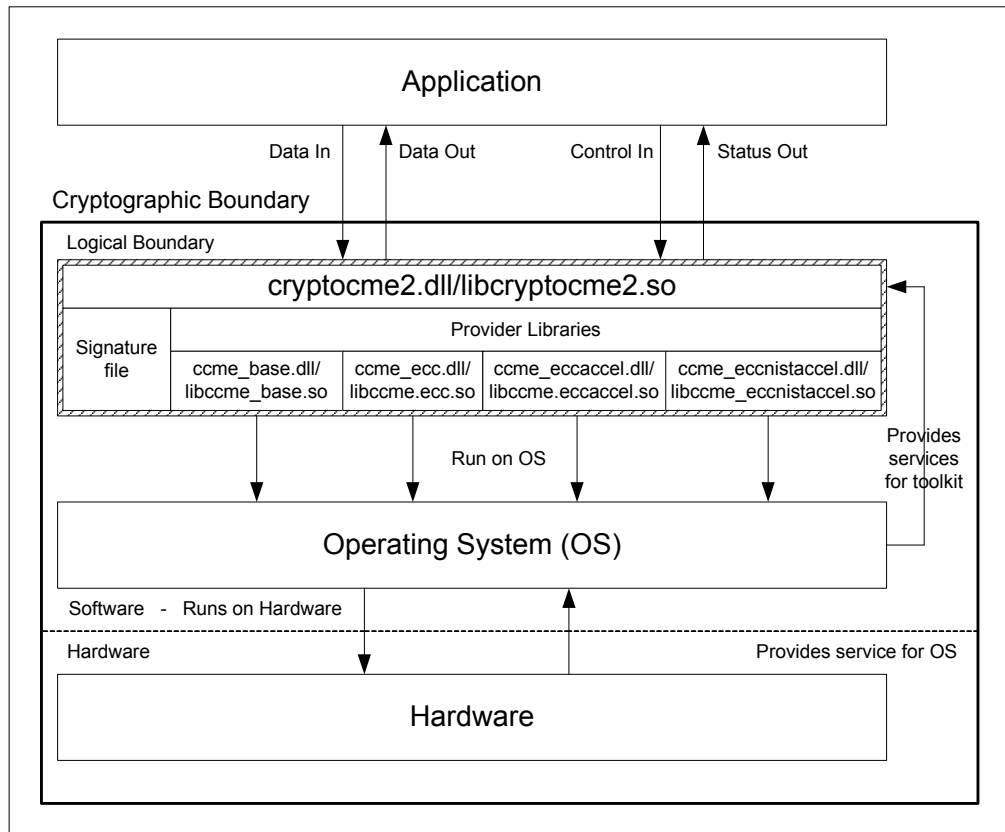 Application
Data In
Data Out
Control In
Status Out
Cryptographic Boundary
Logical Boundary
cryptocme2.dll/libcryptocme2.so
Signature
file
Provider Libraries
ccme_base.dll/
libccme_base.so
ccme_ecc.dll/
libccme.ecc.so
ccme_eccaccel.dll/
libccme.eccaccel.so
ccme_eccnistaccel.dll/
libccme_eccnistaccel.so
Run on OS
Provides
services
for toolkit
Operating System (OS)
Software - Runs on Hardware
Hardware
Provides service for OS
Hardware